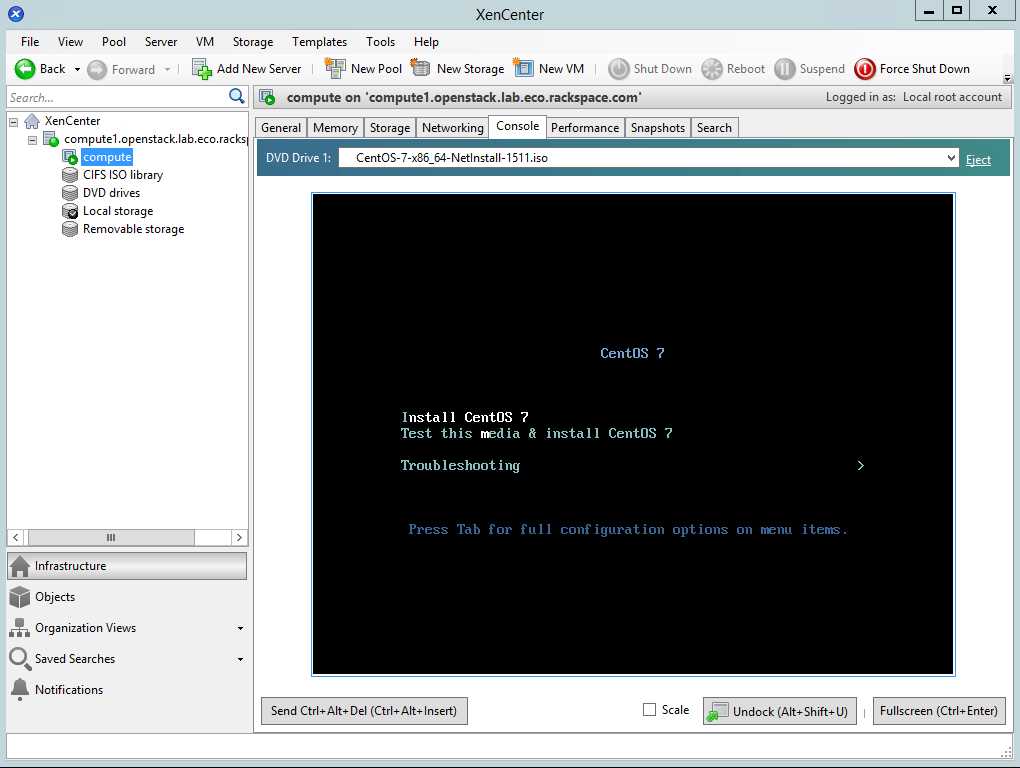 XenCenter
File View Pool Server VM Storage Templates Tools Help
Back Forward Add New Server New Pool New Storage New VM Shut Down Reboot Suspend Force Shut Down
Search...
compute on 'compute1.openstack.lab.eco.rackspace.com'
Logged in as: Local root account
XenCenter
compute1.openstack.lab.eco.racksp
compute
CIFS ISO library
DVD drives
Local storage
Removable storage
General Memory Storage Networking Console Performance Snapshots Search
DVD Drive 1: CentOS-7-x86_64-NetInstall-1511.iso Eject
CentOS 7
Install CentOS 7
Test this media & install CentOS 7
Troubleshooting >
Press Tab for full configuration options on menu items.
Infrastructure
Objects
Organization Views
Saved Searches
Notifications
Send Ctrl+Alt+Del (Ctrl+Alt+Insert) Scale Undock (Alt+Shift+U) Fullscreen (Ctrl+Enter)